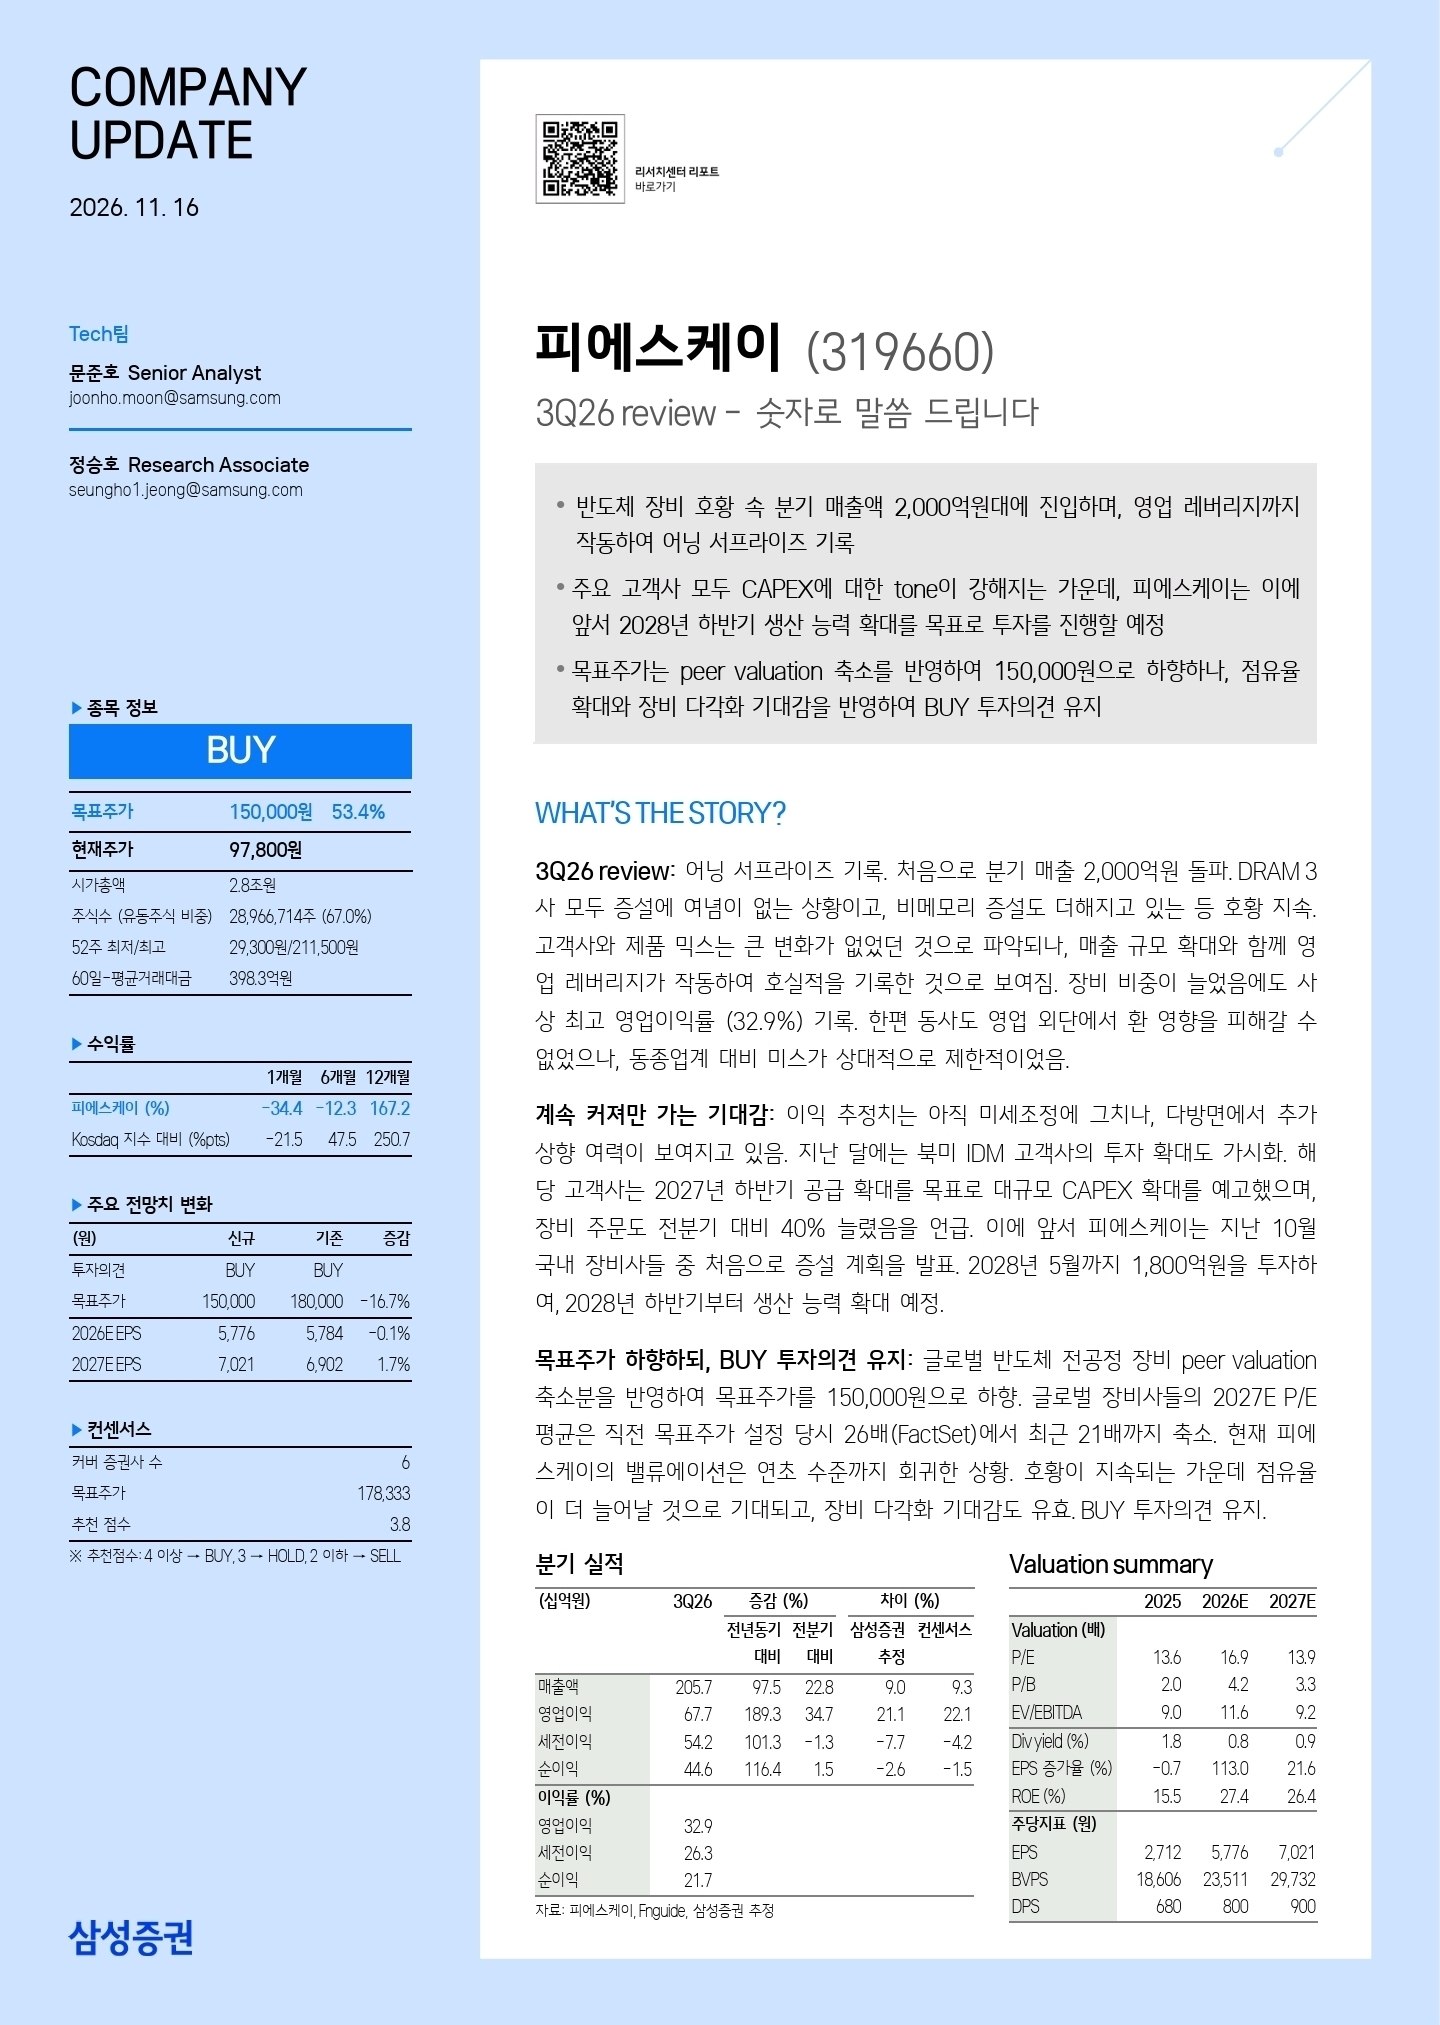 COMPANY
UPDATE
2026. 11. 16
Tech팀
문준호 Senior Analyst
joonho.moon@samsung.com
정승호 Research Associate
seungho1.jeong@samsung.com
▶ 종목 정보
BUY
목표주가 150,000원 53.4%
현재주가 97,800원
시가총액 2.8조원
주식수 (유동주식 비중) 28,966,714주 (67.0%)
52주 최저/최고 29,300원/211,500원
60일-평균거래대금 398.3억원
▶ 수익률
1개월 6개월 12개월
피에스케이 (%) -34.4 -12.3 167.2
Kosdaq 지수 대비 (%pts) -21.5 47.5 250.7
▶ 주요 전망치 변화
(원) 신규 기존 증감
투자의견 BUY BUY
목표주가 150,000 180,000 -16.7%
2026E EPS 5,776 5,784 -0.1%
2027E EPS 7,021 6,902 1.7%
▶ 컨센서스
커버 증권사 수 6
목표주가 178,333
추천 점수 3.8
※ 추천점수: 4 이상 → BUY, 3 → HOLD, 2 이하 → SELL
삼성증권
리서치센터 리포트
바로가기
피에스케이 (319660)
3Q26 review - 숫자로 말씀 드립니다
• 반도체 장비 호황 속 분기 매출액 2,000억원대에 진입하며, 영업 레버리지까지
작동하여 어닝 서프라이즈 기록
• 주요 고객사 모두 CAPEX에 대한 tone이 강해지는 가운데, 피에스케이는 이에
앞서 2028년 하반기 생산 능력 확대를 목표로 투자를 진행할 예정
• 목표주가는 peer valuation 축소를 반영하여 150,000원으로 하향하나, 점유율
확대와 장비 다각화 기대감을 반영하여 BUY 투자의견 유지
WHAT'S THE STORY?
3Q26 review: 어닝 서프라이즈 기록. 처음으로 분기 매출 2,000억원 돌파. DRAM 3
사 모두 증설에 여념이 없는 상황이고, 비메모리 증설도 더해지고 있는 등 호황 지속.
고객사와 제품 믹스는 큰 변화가 없었던 것으로 파악되나, 매출 규모 확대와 함께 영
업 레버리지가 작동하여 호실적을 기록한 것으로 보여짐. 장비 비중이 늘었음에도 사
상 최고 영업이익률 (32.9%) 기록. 한편 동사도 영업 외단에서 환 영향을 피해갈 수
없었으나, 동종업계 대비 미스가 상대적으로 제한적이었음.
계속 커져만 가는 기대감: 이익 추정치는 아직 미세조정에 그치나, 다방면에서 추가
상향 여력이 보여지고 있음. 지난 달에는 북미 IDM 고객사의 투자 확대도 가시화. 해
당 고객사는 2027년 하반기 공급 확대를 목표로 대규모 CAPEX 확대를 예고했으며,
장비 주문도 전분기 대비 40% 늘렸음을 언급. 이에 앞서 피에스케이는 지난 10월
국내 장비사들 중 처음으로 증설 계획을 발표. 2028년 5월까지 1,800억원을 투자하
여, 2028년 하반기부터 생산 능력 확대 예정.
목표주가 하향하되, BUY 투자의견 유지: 글로벌 반도체 전공정 장비 peer valuation
축소분을 반영하여 목표주가를 150,000원으로 하향. 글로벌 장비사들의 2027E P/E
평균은 직전 목표주가 설정 당시 26배(FactSet)에서 최근 21배까지 축소. 현재 피에
스케이의 밸류에이션은 연초 수준까지 회귀한 상황. 호황이 지속되는 가운데 점유율
이 더 늘어날 것으로 기대되고, 장비 다각화 기대감도 유효. BUY 투자의견 유지.
분기 실적
(십억원) 3Q26 증감 (%) 차이 (%)
전년동기 전분기 삼성증권 컨센서스
대비 대비 추정
매출액 205.7 97.5 22.8 9.0 9.3
영업이익 67.7 189.3 34.7 21.1 22.1
세전이익 54.2 101.3 -1.3 -7.7 -4.2
순이익 44.6 116.4 1.5 -2.6 -1.5
이익률 (%)
영업이익 32.9
세전이익 26.3
순이익 21.7
자료: 피에스케이, Fnguide, 삼성증권 추정
Valuation summary
2025 2026E 2027E
Valuation (배)
P/E 13.6 16.9 13.9
P/B 2.0 4.2 3.3
EV/EBITDA 9.0 11.6 9.2
Div yield (%) 1.8 0.8 0.9
EPS 증가율 (%) -0.7 113.0 21.6
ROE (%) 15.5 27.4 26.4
주당지표 (원)
EPS 2,712 5,776 7,021
BVPS 18,606 23,511 29,732
DPS 680 800 900